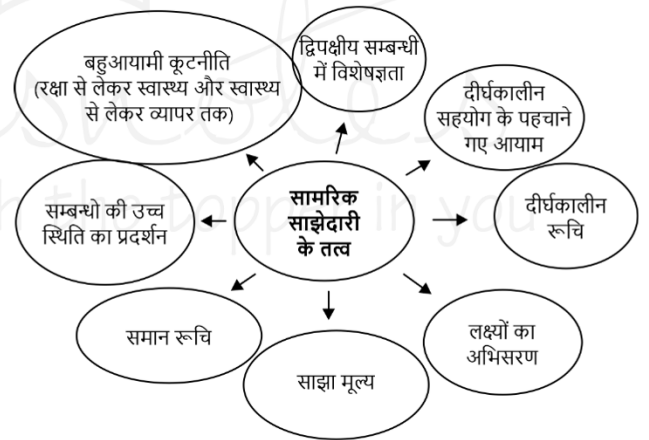 बहुआयामी कूटनीति
(रक्षा से लेकर स्वास्थ्य और स्वास्थ्य
से लेकर व्यापर तक)
द्विपक्षीय सम्बन्धी
में विशेषज्ञता
दीर्घकालीन
सहयोग के पहचाने
गए आयाम
सामरिक
साझेदारी
के तत्व
सम्बन्धो की उच्च
स्थिति का प्रदर्शन
दीर्घकालीन
रूचि
समान रूचि
साझा मूल्य
लक्ष्यों का
अभिसरण